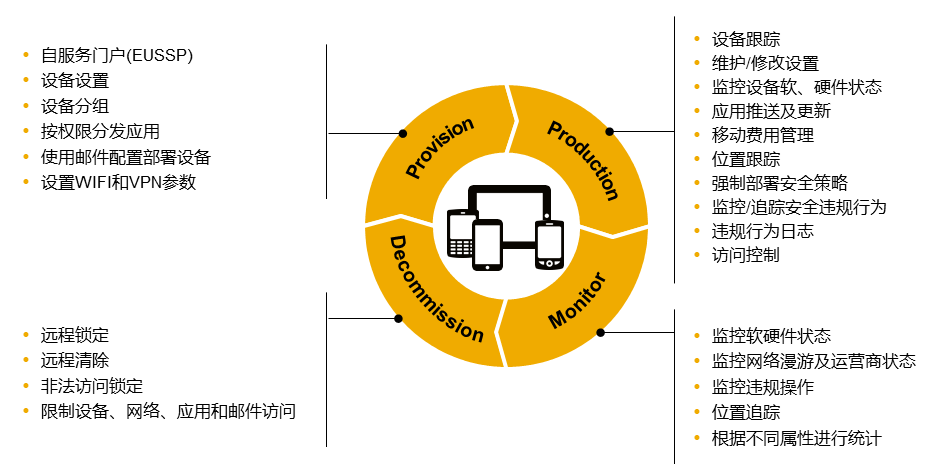 自服务门户(EUSSP)
设备设置
设备分组
按权限分发应用
使用邮件配置部署设备
设置WIFI和VPN参数
Provision
Production
设备跟踪
维护/修改设置
监控设备软、硬件状态
应用推送及更新
移动费用管理
位置跟踪
强制部署安全策略
监控/追踪安全违规行为
违规行为日志
访问控制
Decommission
远程锁定
远程清除
非法访问锁定
限制设备、网络、应用和邮件访问
Monitor
监控软硬件状态
监控网络漫游及运营商状态
监控违规操作
位置追踪
根据不同属性进行统计